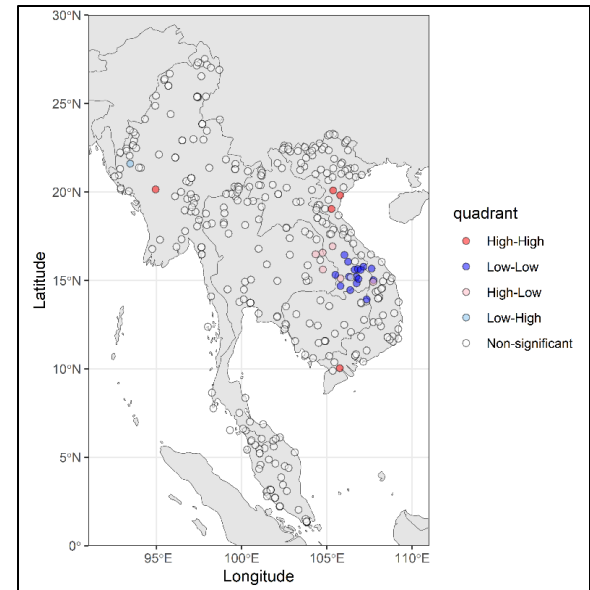 30°N
25°N
20°N
15°N
10°N
5°N
0°
95°E
100°E
105°E
110°E
Longitude
Latitude
quadrant
High-High
Low-Low
High-Low
Low-High
Non-significant